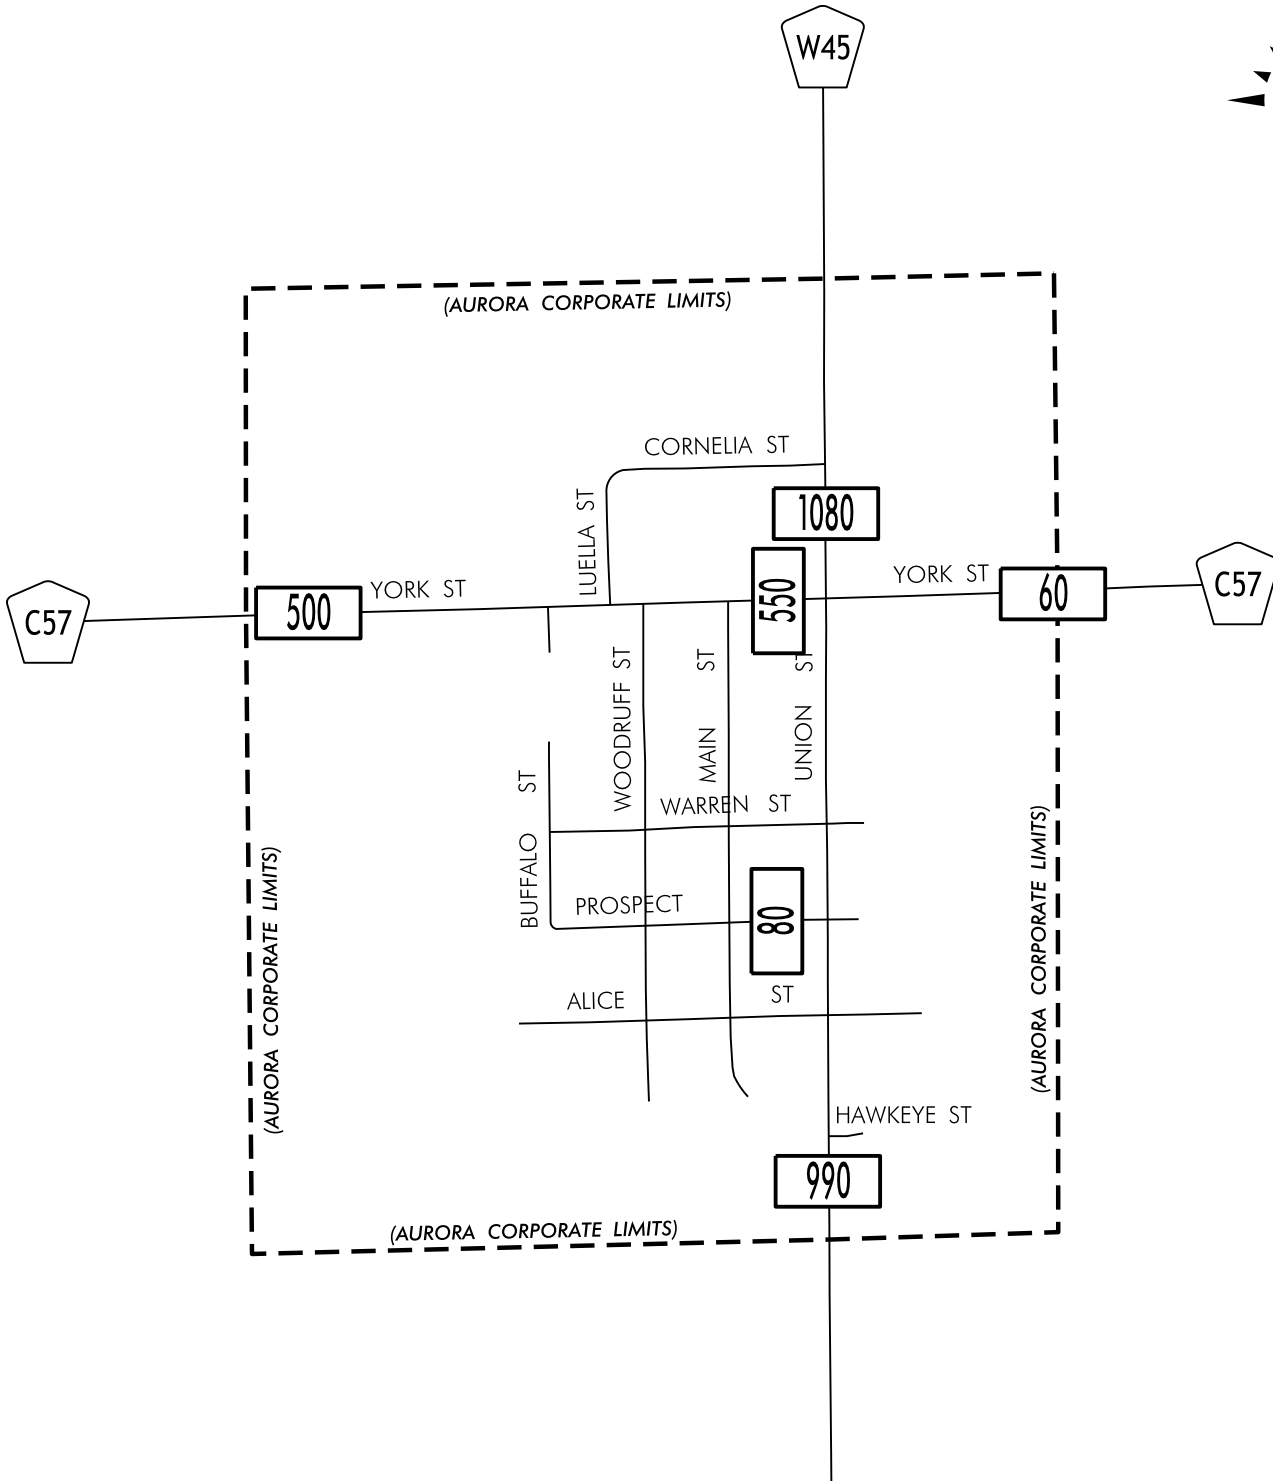 W45
(AURORA CORPORATE LIMITS)
CORNELIA ST
LUELLA ST
1080
C57
500
YORK ST
550
YORK ST
60
C57
WOODRUFF ST
MAIN ST
UNION ST
BUFFALO ST
WARREN ST
PROSPECT
80
ALICE ST
(AURORA CORPORATE LIMITS)
(AURORA CORPORATE LIMITS)
HAWKEYE ST
990
(AURORA CORPORATE LIMITS)